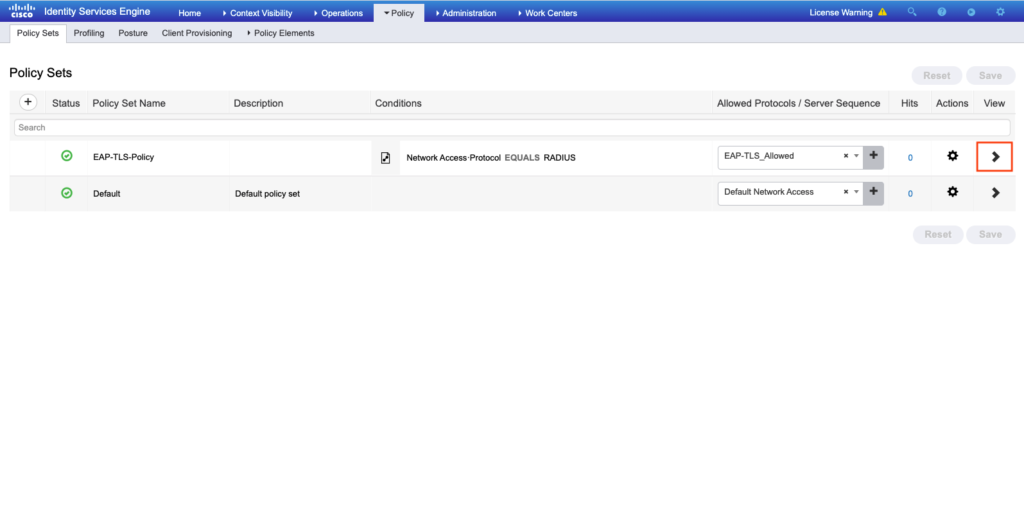 cisco Identity Services Engine Home Context Visibility Operations Policy Administration Work Centers License Warning
Policy Sets Profiling Posture Client Provisioning Policy Elements
Policy Sets
Reset Save
+ Status Policy Set Name Description Conditions Allowed Protocols / Server Sequence Hits Actions View
Search
EAP-TLS-Policy Network Access·Protocol EQUALS RADIUS EAP-TLS_Allowed × + 0
Default Default policy set Default Network Access × + 0
Reset Save